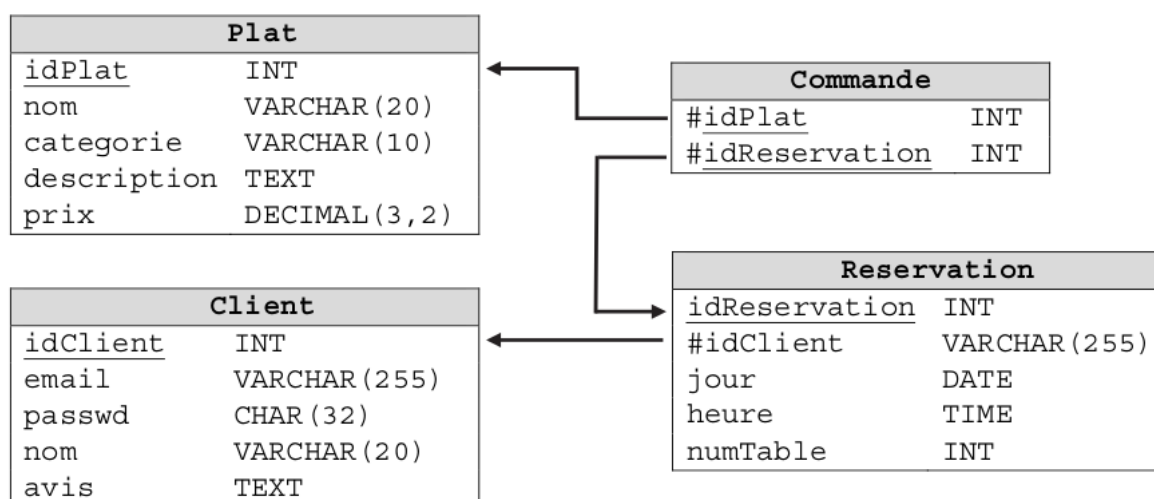 Plat
idPlat INT
nom VARCHAR(20)
categorie VARCHAR(10)
description TEXT
prix DECIMAL(3,2)
Commande
#idPlat INT
#idReservation INT
Client
idClient INT
email VARCHAR(255)
passwd CHAR(32)
nom VARCHAR(20)
avis TEXT
Reservation
idReservation INT
#idClient VARCHAR(255)
jour DATE
heure TIME
numTable INT